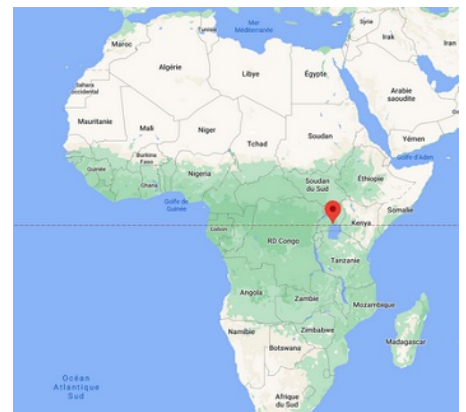 Mer
Méditerranée
Tunisie
Syrie
Maroc
Irak
Iran
Algérie
Libye
Égypte
Sahara
occidental
Arabie
saoudite
Mauritanie
Mali
Niger
Tchad
Soudan
Yémen
Golfe d'Aden
Burkina
Faso
Guinée
Nigeria
Ghana
Soudan
du Sud
Éthiopie
Golfe de
Guinée
Somalie
Gabon
Kenya
RD Congo
Tanzanie
Angola
Zambie
Mozambique
Zimbabwe
Namibie
Botswana
Madagascar
Océan
Atlantique
Sud
Afrique
du Sud